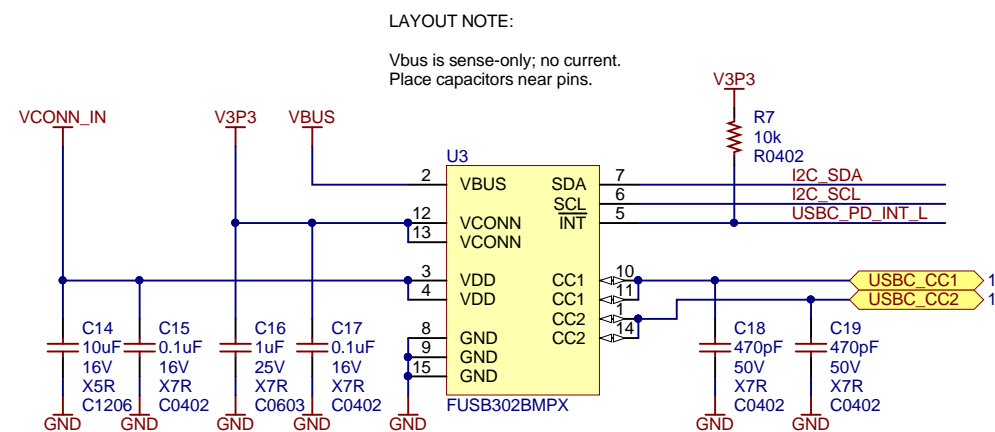 LAYOUT NOTE:
Vbus is sense-only; no current.
Place capacitors near pins.
VCONN_IN
V3P3
VBUS
V3P3
R7
10k
R0402
U3
2 VBUS SDA 7 I2C_SDA
SCL 6 I2C_SCL
12 VCONN INT 5 USBC_PD_INT_L
13 VCONN
3 VDD CC1 10 USBC_CC1 1
4 VDD CC1 11
CC2 1 USBC_CC2 1
8 GND CC2 14
9 GND
15 GND
FUSB302BMPX
C14
10uF
16V
X5R
C1206
GND
C15
0.1uF
16V
X7R
C0402
GND
C16
1uF
25V
X7R
C0603
GND
C17
0.1uF
16V
X7R
C0402
GND
GND
C18
470pF
50V
X7R
C0402
GND
C19
470pF
50V
X7R
C0402
GND